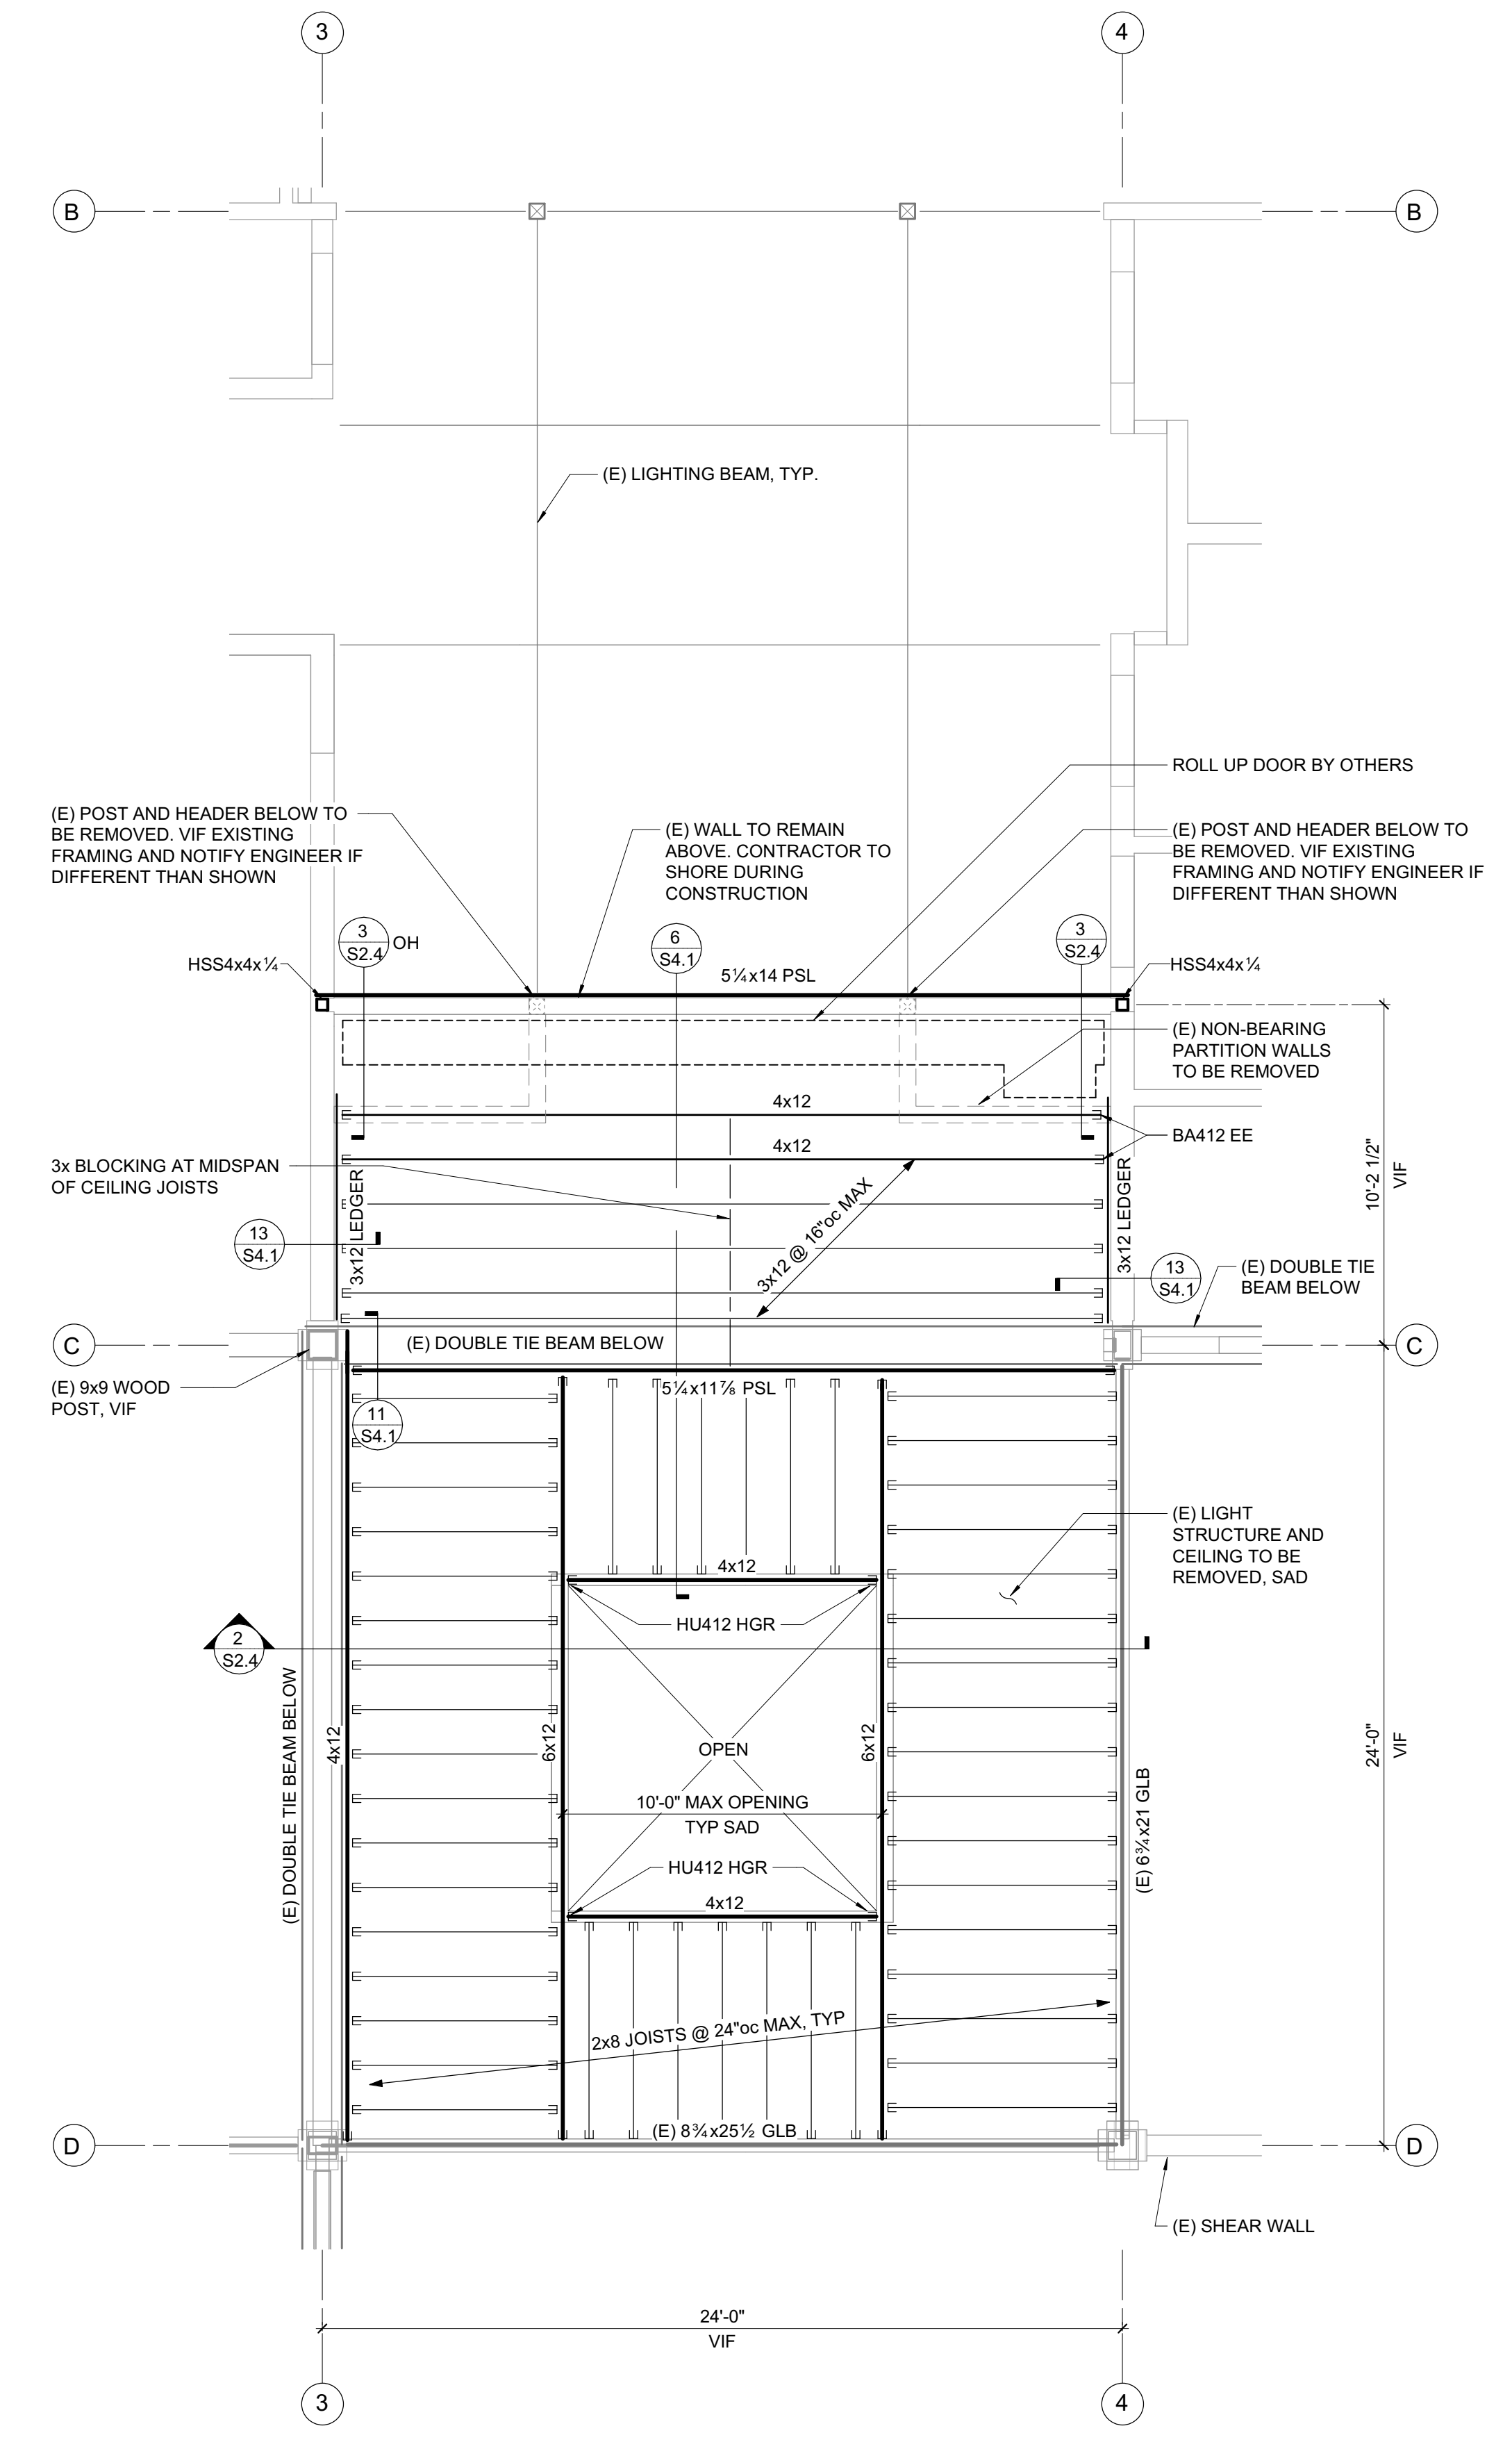 3
4
B
B
(E) LIGHTING BEAM, TYP.
ROLL UP DOOR BY OTHERS
(E) POST AND HEADER BELOW TO
BE REMOVED. VIF EXISTING
FRAMING AND NOTIFY ENGINEER IF
DIFFERENT THAN SHOWN
(E) WALL TO REMAIN
ABOVE. CONTRACTOR TO
SHORE DURING
CONSTRUCTION
(E) POST AND HEADER BELOW TO
BE REMOVED. VIF EXISTING
FRAMING AND NOTIFY ENGINEER IF
DIFFERENT THAN SHOWN
3
S2.4
OH
6
S4.1
3
S2.4
HSS4x4x¼
5¼x14 PSL
HSS4x4x¼
(E) NON-BEARING
PARTITION WALLS
TO BE REMOVED
4x12
BA412 EE
4x12
3x BLOCKING AT MIDSPAN
OF CEILING JOISTS
3x12 LEDGER
3x12 @ 16"oc MAX
3x12 LEDGER
10'-2 1/2"
VIF
13
S4.1
13
S4.1
(E) DOUBLE TIE
BEAM BELOW
C
(E) DOUBLE TIE BEAM BELOW
C
(E) 9x9 WOOD
POST, VIF
5¼x11⅞ PSL
11
S4.1
(E) LIGHT
STRUCTURE AND
CEILING TO BE
REMOVED, SAD
4x12
HU412 HGR
2
S2.4
(E) DOUBLE TIE BEAM BELOW
4x12
6x12
OPEN
6x12
10'-0" MAX OPENING
TYP SAD
(E) 6¾x21 GLB
24'-0"
VIF
HU412 HGR
4x12
2x8 JOISTS @ 24"oc MAX, TYP
(E) 8¾x25½ GLB
D
D
(E) SHEAR WALL
24'-0"
VIF
3
4